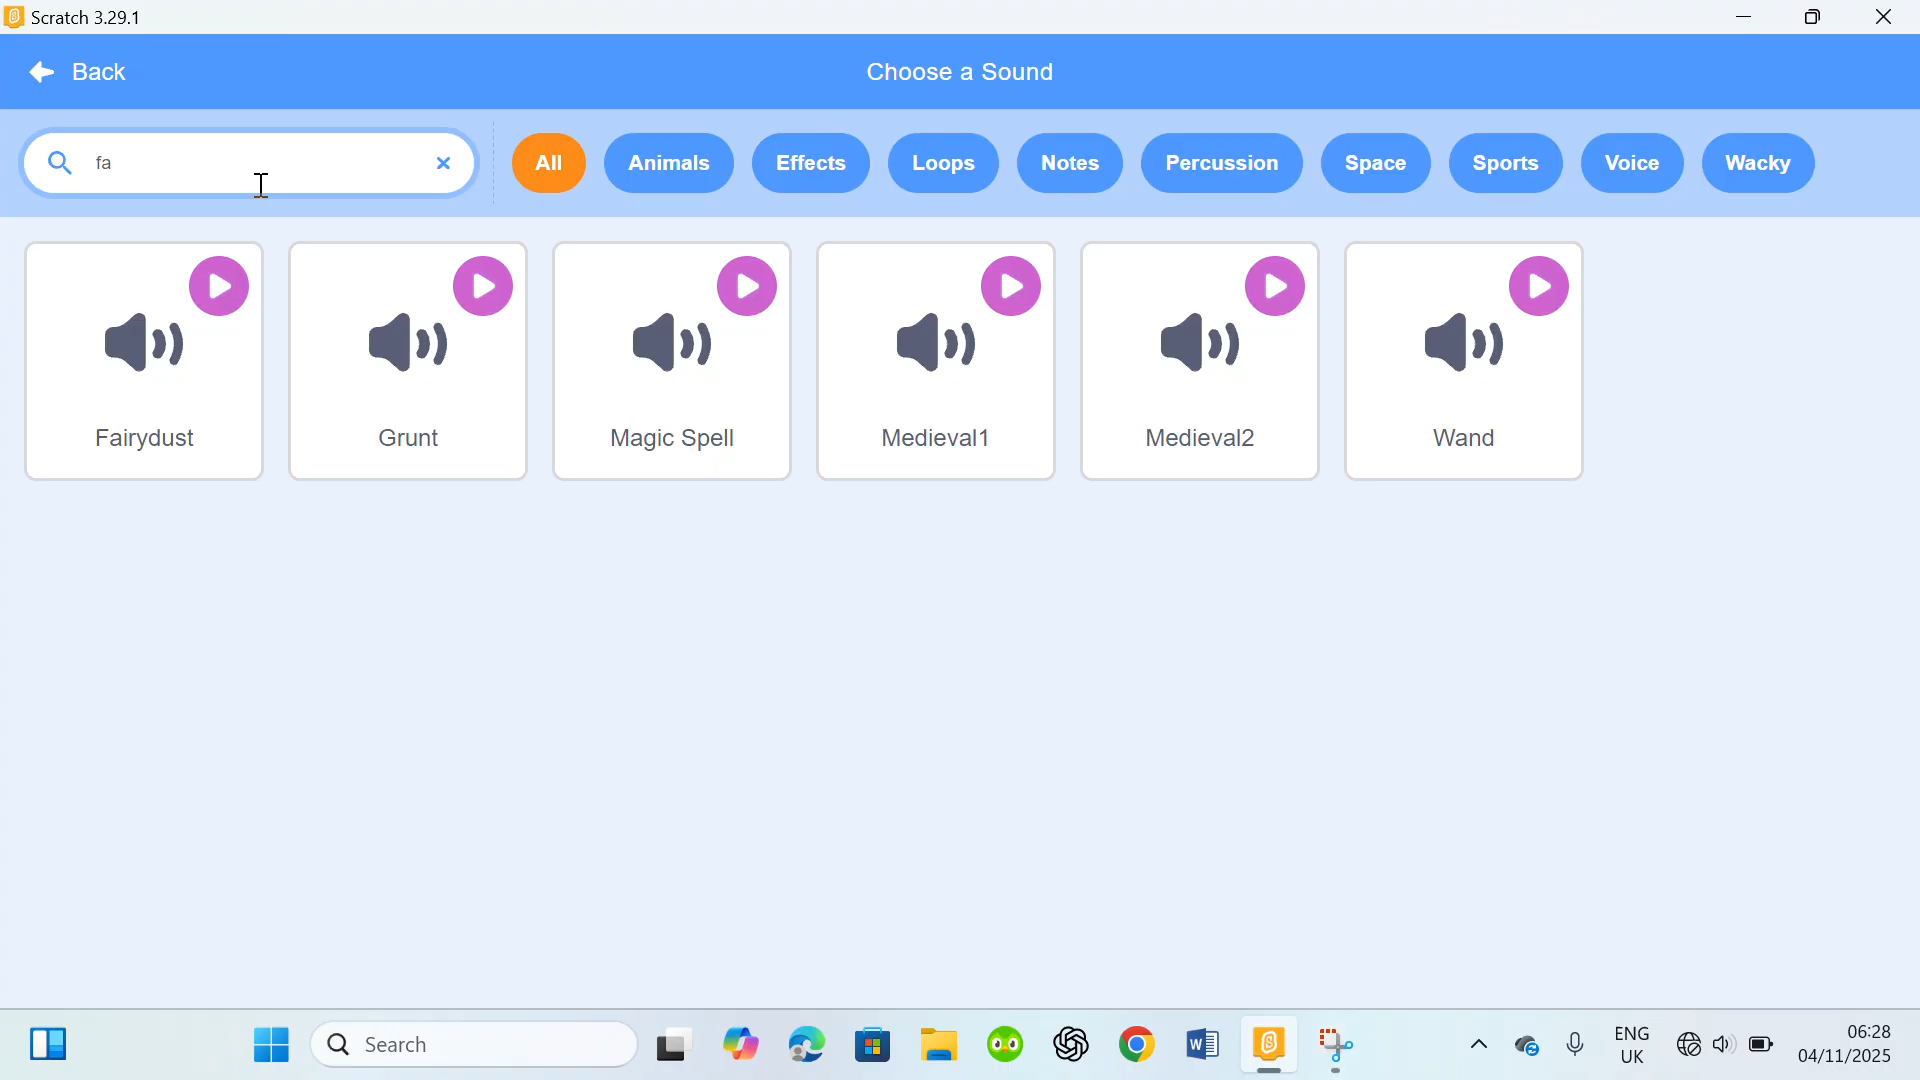 Scratch 3.29.1
Back
Choose a Sound
fa
All
Animals
Effects
Loops
Notes
Percussion
Space
Sports
Voice
Wacky
Fairydust
Grunt
Magic Spell
Medieval1
Medieval2
Wand
Search
W
ENG
UK
06:28
04/11/2025